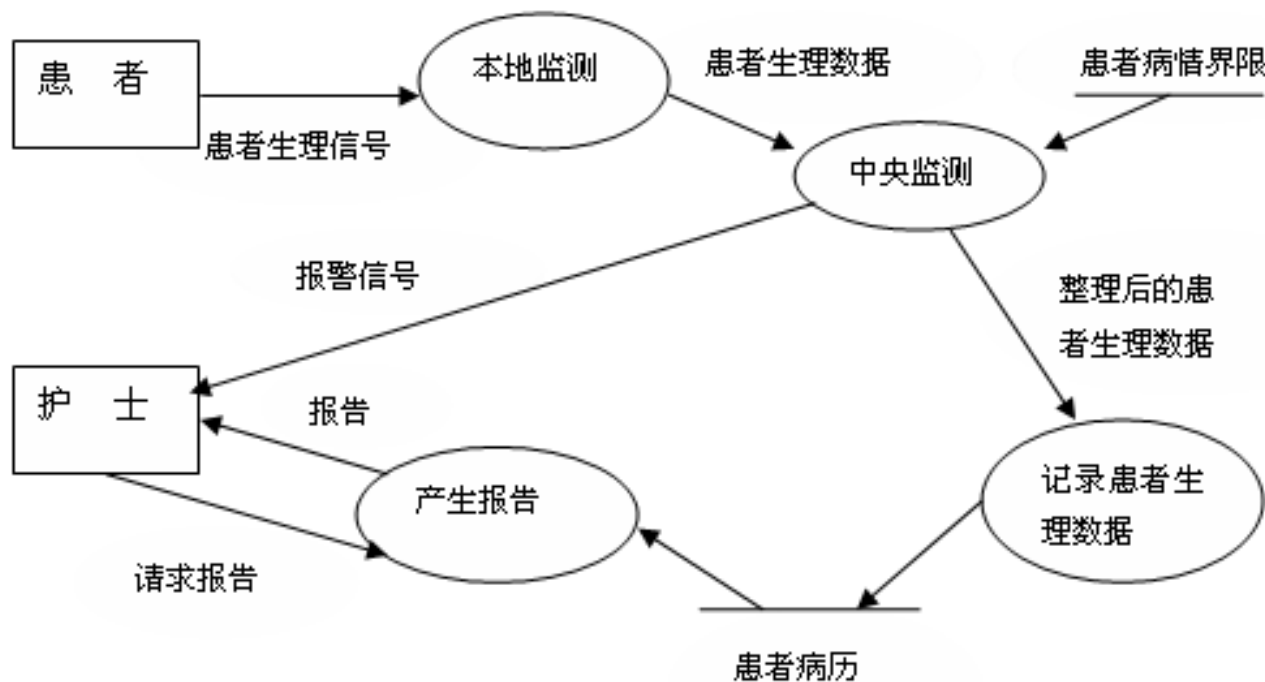 患 者
本地监测
患者生理数据
患者病情界限
患者生理信号
中央监测
报警信号
整理后的患
者生理数据
护 士
报告
产生报告
记录患者生
理数据
请求报告
患者病历